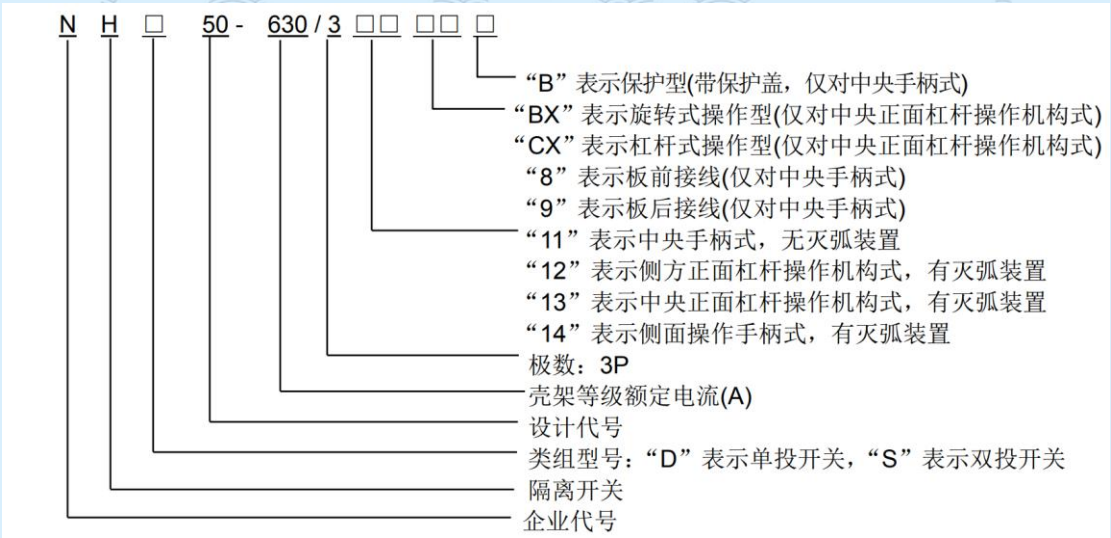 N H □ 50 - 630 / 3 □□ □□ □
“B”表示保护型(带保护盖，仅对中央手柄式)
“BX”表示旋转式操作型(仅对中央正面杠杆操作机构式)
“CX”表示杠杆式操作型(仅对中央正面杠杆操作机构式)
“8”表示板前接线(仅对中央手柄式)
“9”表示板后接线(仅对中央手柄式)
“11”表示中央手柄式，无灭弧装置
“12”表示侧方正面杠杆操作机构式，有灭弧装置
“13”表示中央正面杠杆操作机构式，有灭弧装置
“14”表示侧面操作手柄式，有灭弧装置
极数：3P
壳架等级额定电流(A)
设计代号
类组型号：“D”表示单投开关，“S”表示双投开关
隔离开关
企业代号